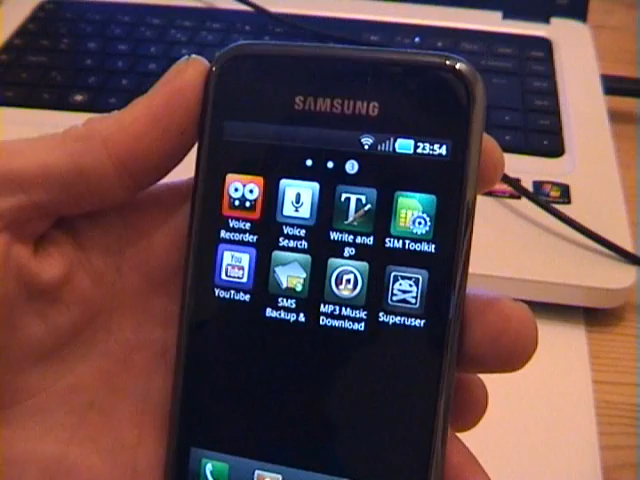 SAMSUNG
23:54
3
Voice Recorder
Voice Search
Write and go
SIM Toolkit
You Tube
YouTube
SMS Backup &
MP3 Music Download
Superuser